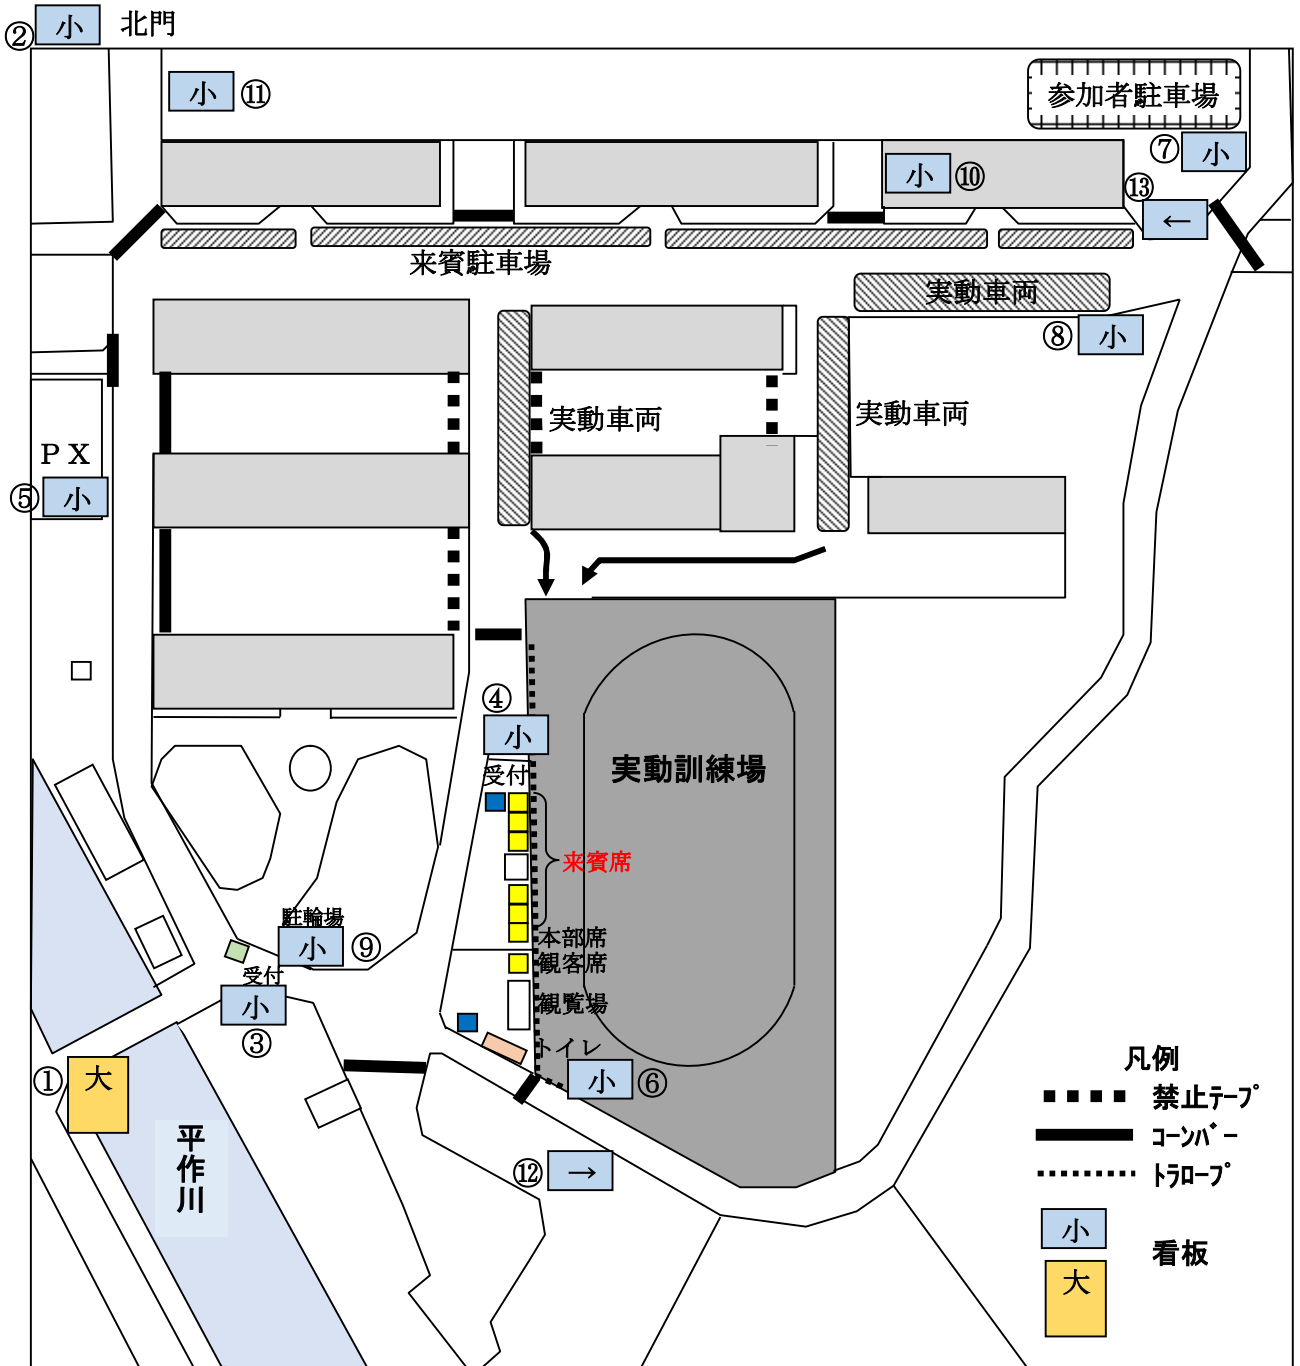 ② 小 北門
小 ⑪
参加者駐車場
⑦ 小
小 ⑩
⑬
←
来賓駐車場
実動車両
⑧ 小
実動車両
実動車両
ＰＸ
⑤ 小
④
小
受付
実動訓練場
来賓席
駐輪場
小 ⑨
本部席
観客席
受付
小
③
観覧場
トイレ
小 ⑥
① 大
平作川
⑫ →
凡例
禁止ﾃｰﾌﾟ
ｺｰﾝﾊﾞｰ
ﾄﾗﾛｰﾌﾟ
小
看板
大